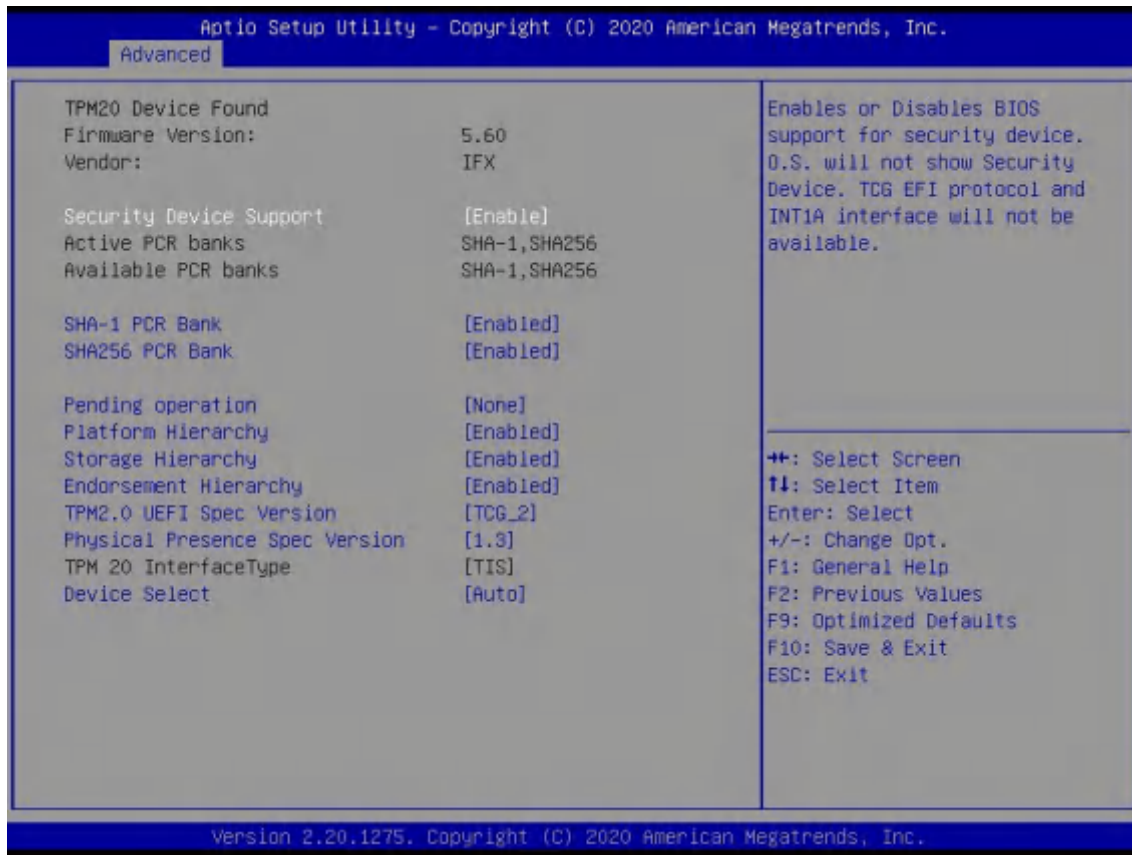 Aptio Setup Utility – Copyright (C) 2020 American Megatrends, Inc.
Advanced
TPM20 Device Found
Firmware Version: 5.60
Vendor: IFX
Security Device Support [Enable]
Active PCR banks SHA-1,SHA256
Available PCR banks SHA-1,SHA256
SHA-1 PCR Bank [Enabled]
SHA256 PCR Bank [Enabled]
Pending operation [None]
Platform Hierarchy [Enabled]
Storage Hierarchy [Enabled]
Endorsement Hierarchy [Enabled]
TPM2.0 UEFI Spec Version [TCG_2]
Physical Presence Spec Version [1.3]
TPM 20 InterfaceType [TIS]
Device Select [Auto]
Enables or Disables BIOS
support for security device.
O.S. will not show Security
Device. TCG EFI protocol and
INT1A interface will not be
available.
→←: Select Screen
↑↓: Select Item
Enter: Select
+/-: Change Opt.
F1: General Help
F2: Previous Values
F9: Optimized Defaults
F10: Save & Exit
ESC: Exit
Version 2.20.1275. Copyright (C) 2020 American Megatrends, Inc.